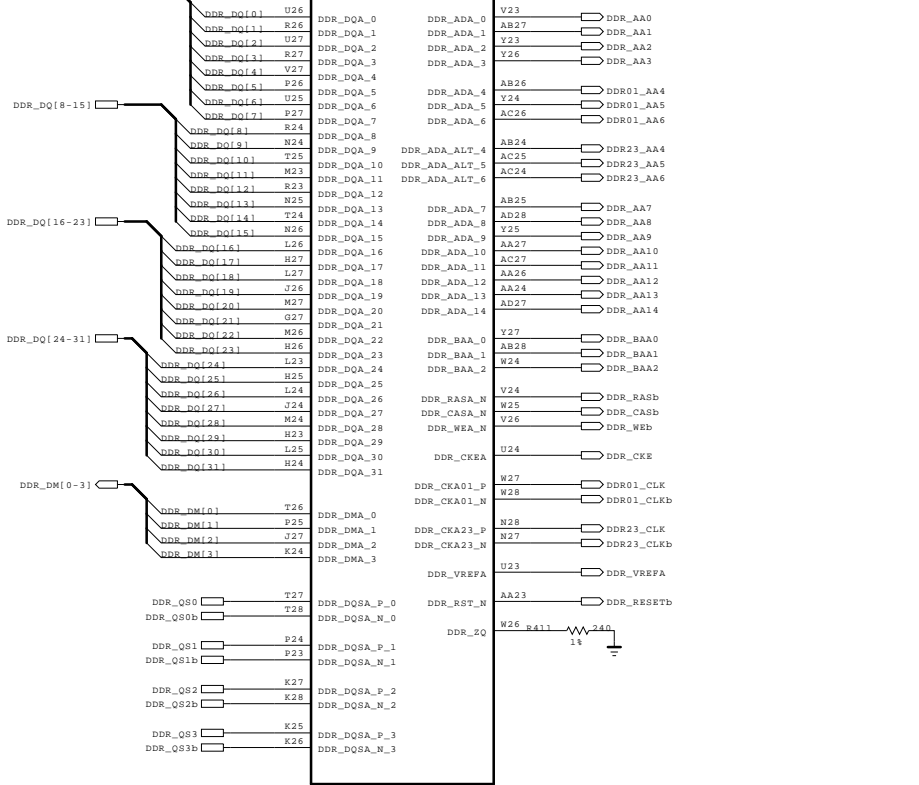 DDR_DQ[0] U26 DDR_DQA_0 DDR_ADA_0 V23 DDR_AA0
DDR_DQ[1] R26 DDR_DQA_1 DDR_ADA_1 AB27 DDR_AA1
DDR_DQ[2] U27 DDR_DQA_2 DDR_ADA_2 Y23 DDR_AA2
DDR_DQ[3] R27 DDR_DQA_3 DDR_ADA_3 Y26 DDR_AA3
DDR_DQ[4] V27 DDR_DQA_4
DDR_DQ[5] P26 DDR_DQA_5 DDR_ADA_4 AB26 DDR01_AA4
DDR_DQ[8-15] DDR_DQ[6] U25 DDR_DQA_6 DDR_ADA_5 Y24 DDR01_AA5
DDR_DQ[7] P27 DDR_DQA_7 DDR_ADA_6 AC26 DDR01_AA6
DDR_DQ[8] R24 DDR_DQA_8
DDR_DQ[9] N24 DDR_DQA_9 DDR_ADA_ALT_4 AB24 DDR23_AA4
DDR_DQ[10] T25 DDR_DQA_10 DDR_ADA_ALT_5 AC25 DDR23_AA5
DDR_DQ[11] M23 DDR_DQA_11 DDR_ADA_ALT_6 AC24 DDR23_AA6
DDR_DQ[12] R23 DDR_DQA_12
DDR_DQ[13] N25 DDR_DQA_13 DDR_ADA_7 AB25 DDR_AA7
DDR_DQ[16-23] DDR_DQ[14] T24 DDR_DQA_14 DDR_ADA_8 AD28 DDR_AA8
DDR_DQ[15] N26 DDR_DQA_15 DDR_ADA_9 Y25 DDR_AA9
DDR_DQ[16] L26 DDR_DQA_16 DDR_ADA_10 AA27 DDR_AA10
DDR_DQ[17] H27 DDR_DQA_17 DDR_ADA_11 AC27 DDR_AA11
DDR_DQ[18] L27 DDR_DQA_18 DDR_ADA_12 AA26 DDR_AA12
DDR_DQ[19] J26 DDR_DQA_19 DDR_ADA_13 AA24 DDR_AA13
DDR_DQ[20] M27 DDR_DQA_20 DDR_ADA_14 AD27 DDR_AA14
DDR_DQ[21] G27 DDR_DQA_21
DDR_DQ[24-31] DDR_DQ[22] M26 DDR_DQA_22 DDR_BAA_0 Y27 DDR_BAA0
DDR_DQ[23] H26 DDR_DQA_23 DDR_BAA_1 AB28 DDR_BAA1
DDR_DQ[24] L23 DDR_DQA_24 DDR_BAA_2 W24 DDR_BAA2
DDR_DQ[25] H25 DDR_DQA_25
DDR_DQ[26] L24 DDR_DQA_26 DDR_RASA_N V24 DDR_RASb
DDR_DQ[27] J24 DDR_DQA_27 DDR_CASA_N W25 DDR_CASb
DDR_DQ[28] M24 DDR_DQA_28 DDR_WEA_N V26 DDR_WEb
DDR_DQ[29] H23 DDR_DQA_29
DDR_DQ[30] L25 DDR_DQA_30 DDR_CKEA U24 DDR_CKE
DDR_DQ[31] H24 DDR_DQA_31
DDR_DM[0-3] DDR_CKA01_P W27 DDR01_CLK
DDR_CKA01_N W28 DDR01_CLKb
DDR_DM[0] T26 DDR_DMA_0
DDR_DM[1] P25 DDR_DMA_1 DDR_CKA23_P N28 DDR23_CLK
DDR_DM[2] J27 DDR_DMA_2 DDR_CKA23_N N27 DDR23_CLKb
DDR_DM[3] K24 DDR_DMA_3
DDR_VREFA U23 DDR_VREFA
DDR_QS0 T27 DDR_DQSA_P_0 DDR_RST_N AA23 DDR_RESETb
DDR_QS0b T28 DDR_DQSA_N_0
DDR_ZQ W26 R411 240
1%
DDR_QS1 P24 DDR_DQSA_P_1
DDR_QS1b P23 DDR_DQSA_N_1
DDR_QS2 K27 DDR_DQSA_P_2
DDR_QS2b K28 DDR_DQSA_N_2
DDR_QS3 K25 DDR_DQSA_P_3
DDR_QS3b K26 DDR_DQSA_N_3